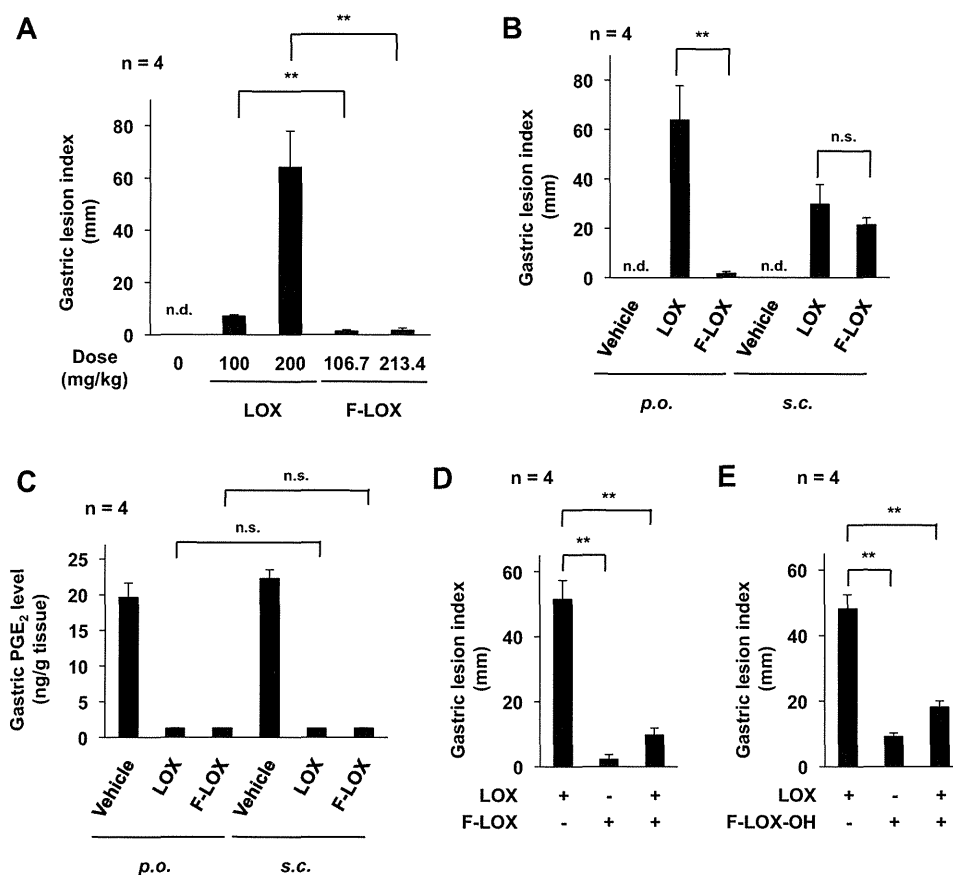 A
n = 4
**
**
Gastric lesion index
(mm)
80
60
40
20
0
n.d.
Dose
(mg/kg)
0 100 200 106.7 213.4
LOX F-LOX
B
n = 4
**
n.s.
Gastric lesion index
(mm)
80
60
40
20
0
n.d. n.d.
Vehicle LOX F-LOX Vehicle LOX F-LOX
p.o. s.c.
C
n = 4
n.s.
n.s.
Gastric PGE2 level
(ng/g tissue)
25
20
15
10
5
0
Vehicle LOX F-LOX Vehicle LOX F-LOX
p.o. s.c.
D
n = 4
**
**
Gastric lesion index
(mm)
60
40
20
0
LOX + - +
F-LOX - + +
E
n = 4
**
**
Gastric lesion index
(mm)
60
40
20
0
LOX + - +
F-LOX-OH - + +